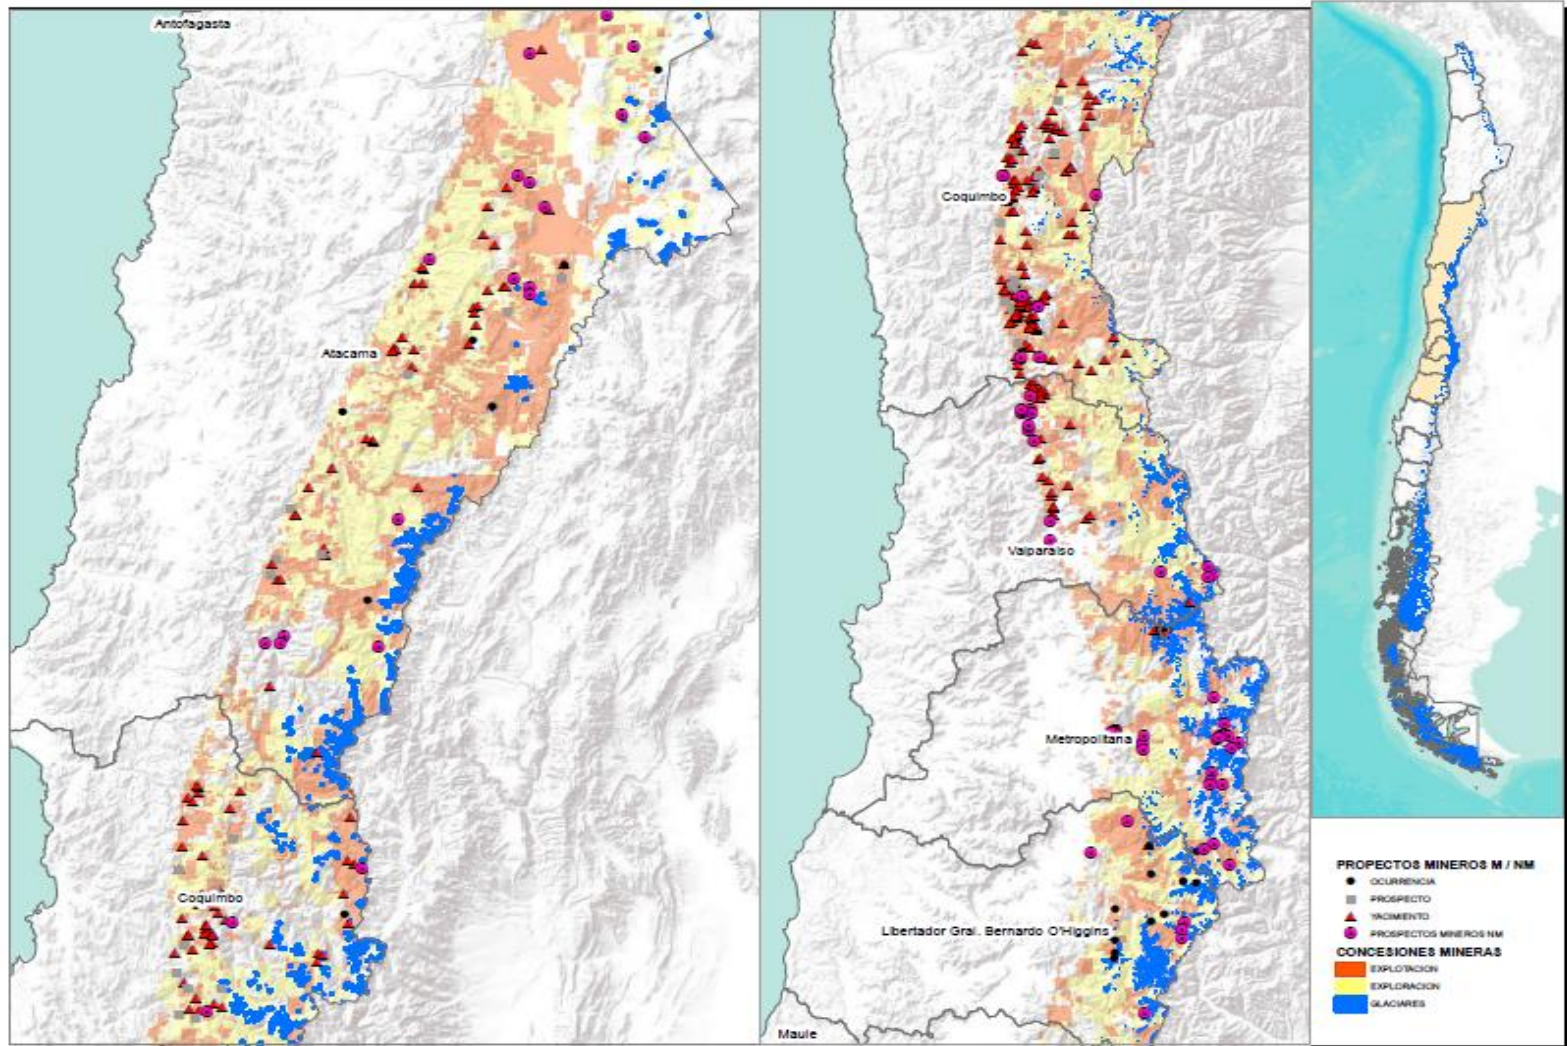 Antofagasta
Atacama
Coquimbo
Coquimbo
Valparaíso
Metropolitana
Libertador Gral. Bernardo O'Higgins
Maule
PROPECTOS MINEROS M / NM
OCURRENCIA
PROSPECTO
YACIMIENTO
PROSPECTOS MINEROS NM
CONCESIONES MINERAS
EXPLOTACION
EXPLORACION
GLACIARES